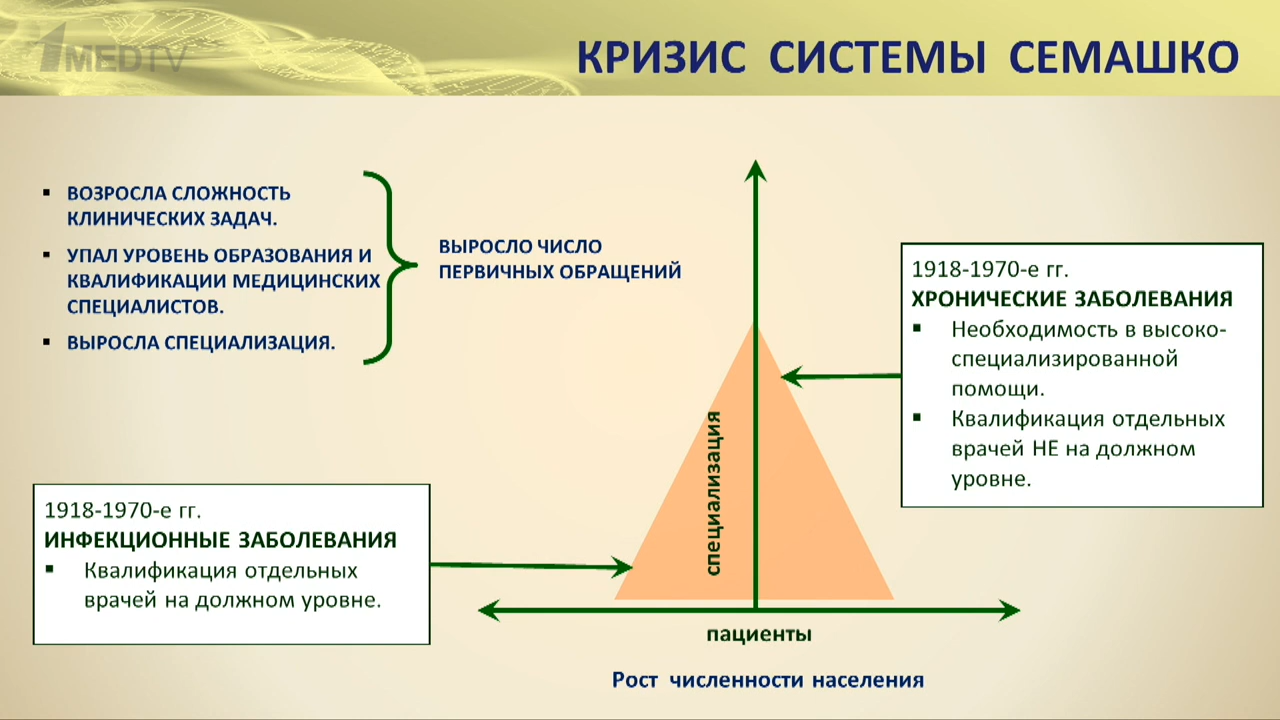 1MEDTV
КРИЗИС СИСТЕМЫ СЕМАШКО
ВОЗРОСЛА СЛОЖНОСТЬ
КЛИНИЧЕСКИХ ЗАДАЧ.
УПАЛ УРОВЕНЬ ОБРАЗОВАНИЯ И
КВАЛИФИКАЦИИ МЕДИЦИНСКИХ
СПЕЦИАЛИСТОВ.
ВЫРОСЛА СПЕЦИАЛИЗАЦИЯ.
ВЫРОСЛО ЧИСЛО
ПЕРВИЧНЫХ ОБРАЩЕНИЙ
1918-1970-е гг.
ХРОНИЧЕСКИЕ ЗАБОЛЕВАНИЯ
Необходимость в высоко-
специализированной
помощи.
Квалификация отдельных
врачей НЕ на должном
уровне.
1918-1970-е гг.
ИНФЕКЦИОННЫЕ ЗАБОЛЕВАНИЯ
Квалификация отдельных
врачей на должном уровне.
специализация
пациенты
Рост численности населения